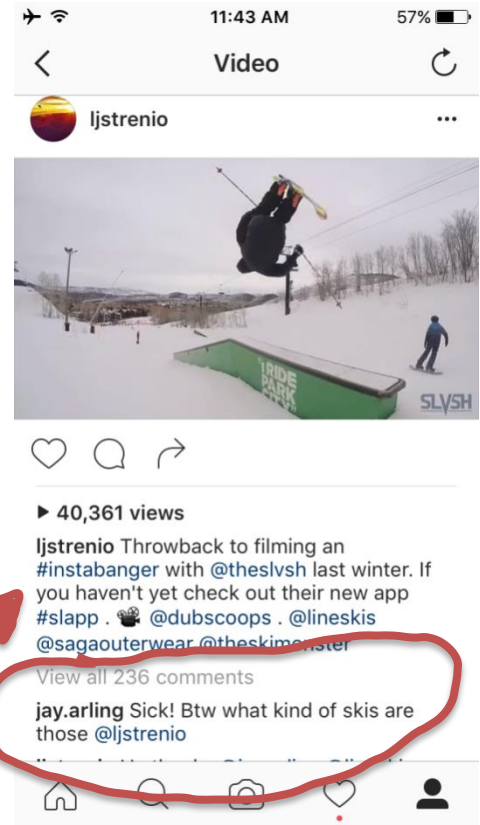 11:43 AM
57%
Video
ljstrenio
I RIDE
PARK
CITY
SLVSH
40,361 views
ljstrenio Throwback to filming an
#instabanger with @theslvsh last winter. If
you haven't yet check out their new app
#slapp . @dubscoops . @lineskis
@sagaouterwear @theskimonster
View all 236 comments
jay.arling Sick! Btw what kind of skis are
those @ljstrenio